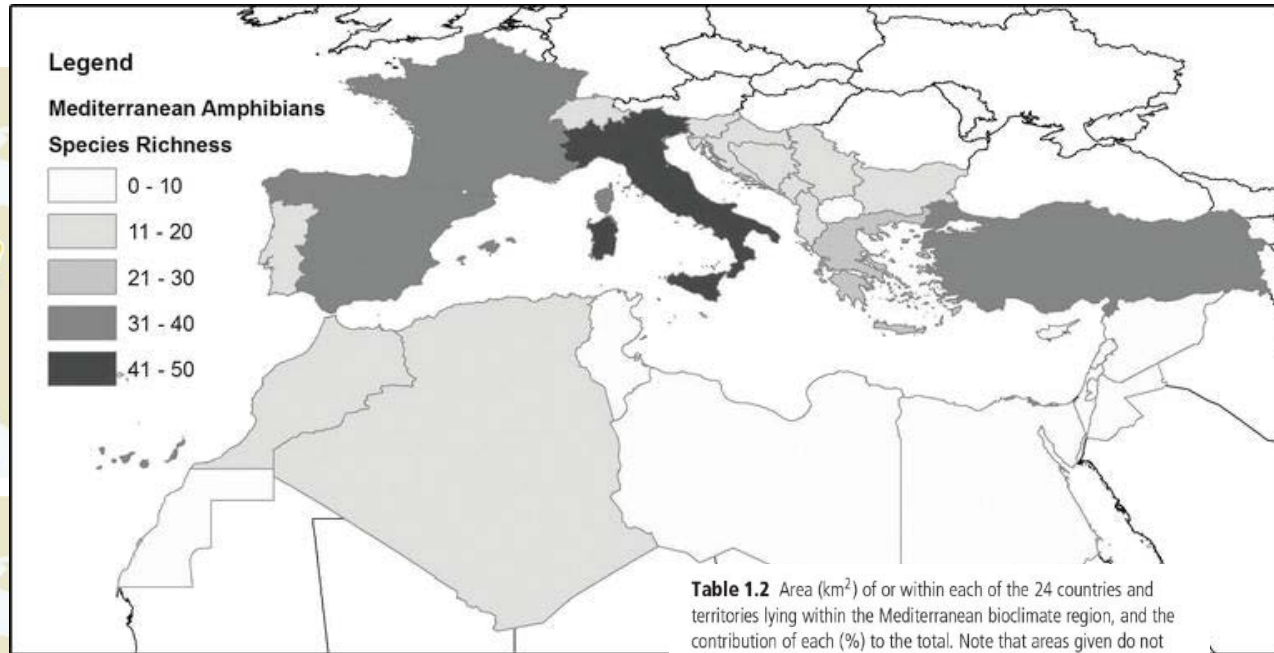 Legend
Mediterranean Amphibians
Species Richness
0 - 10
11 - 20
21 - 30
31 - 40
41 - 50
Table 1.2 Area (km²) of or within each of the 24 countries and
territories lying within the Mediterranean bioclimate region, and the
contribution of each (%) to the total. Note that areas given do not